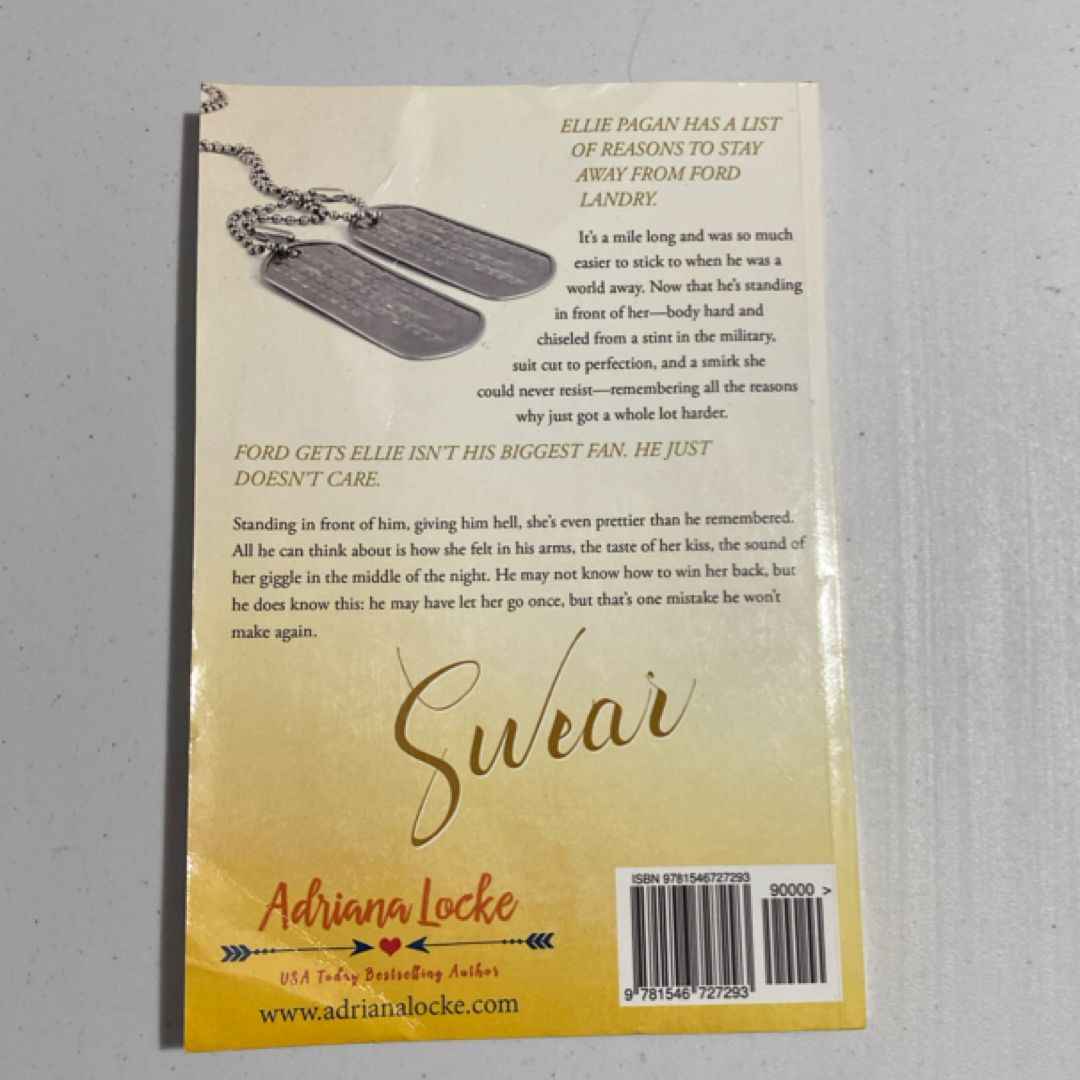 ELLIE PAGAN HAS A LIST
OF REASONS TO STAY
AWAY FROM FORD
LANDRY.
It's a mile long and was so much
easier to stick to when he was a
world away. Now that he's standing
in front of her—body hard and
chiseled from a stint in the military,
suit cut to perfection, and a smirk she
could never resist—remembering all the reasons
why just got a whole lot harder.
FORD GETS ELLIE ISN'T HIS BIGGEST FAN. HE JUST
DOESN'T CARE.
Standing in front of him, giving him hell, she's even prettier than he remembered.
All he can think about is how she felt in his arms, the taste of her kiss, the sound of
her giggle in the middle of the night. He may not know how to win her back, but
he does know this: he may have let her go once, but that's one mistake he won't
make again.
Swear
Adriana Locke
USA Today Bestselling Author
www.adrianalocke.com
ISBN 9781546727293
90000 >
9 781546 727293